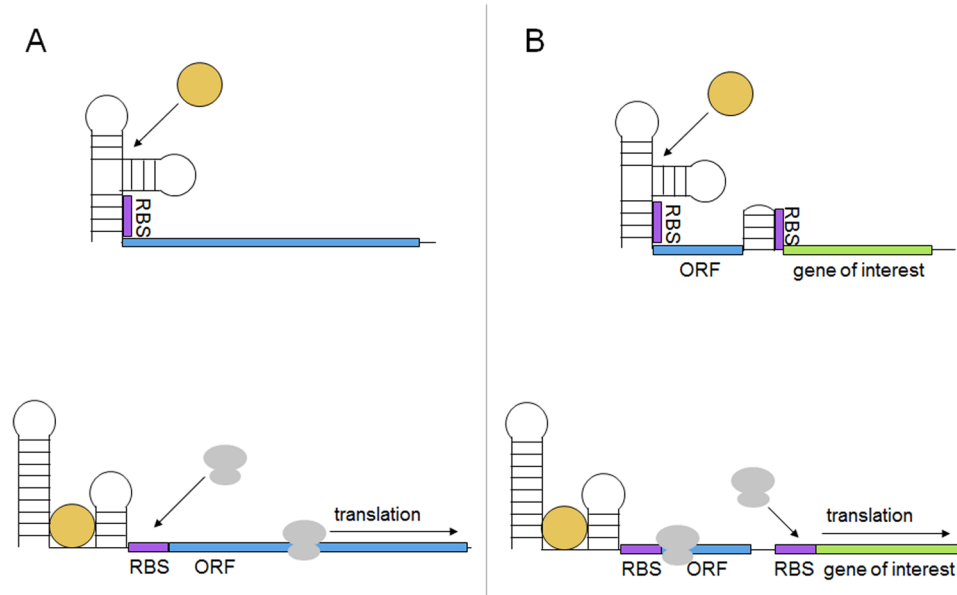 A
RBS
translation
RBS ORF
B
RBS
RBS
ORF
gene of interest
translation
RBS ORF RBS gene of interest